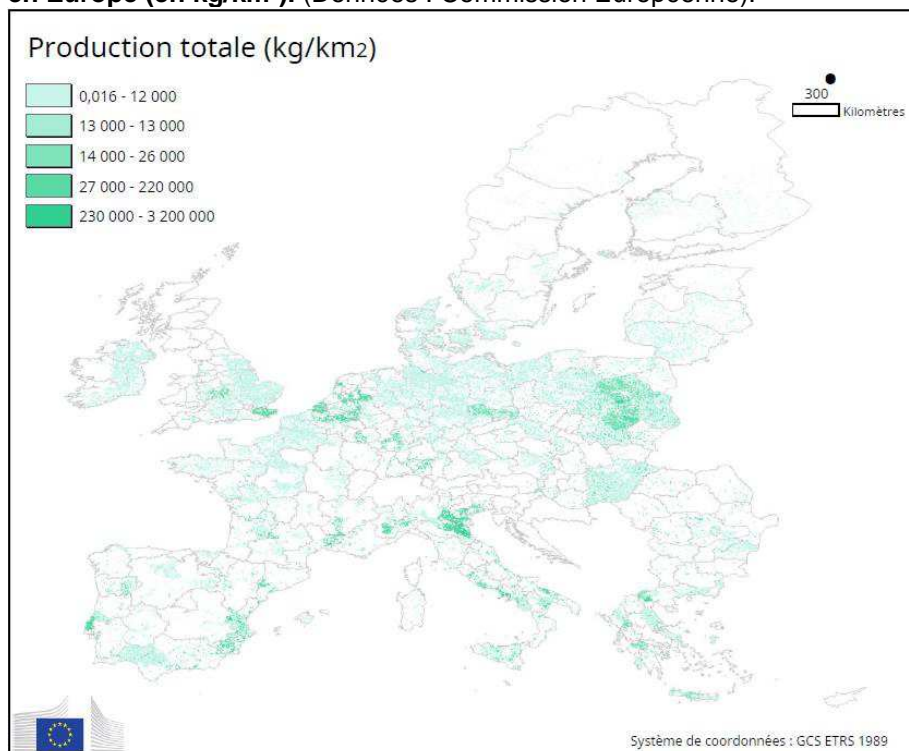 en Europe (en kg/km²). (Données : Commission Européenne).
Production totale (kg/km2)
0,016 - 12 000
13 000 - 13 000
14 000 - 26 000
27 000 - 220 000
230 000 - 3 200 000
300
Kilomètres
Système de coordonnées : GCS ETRS 1989